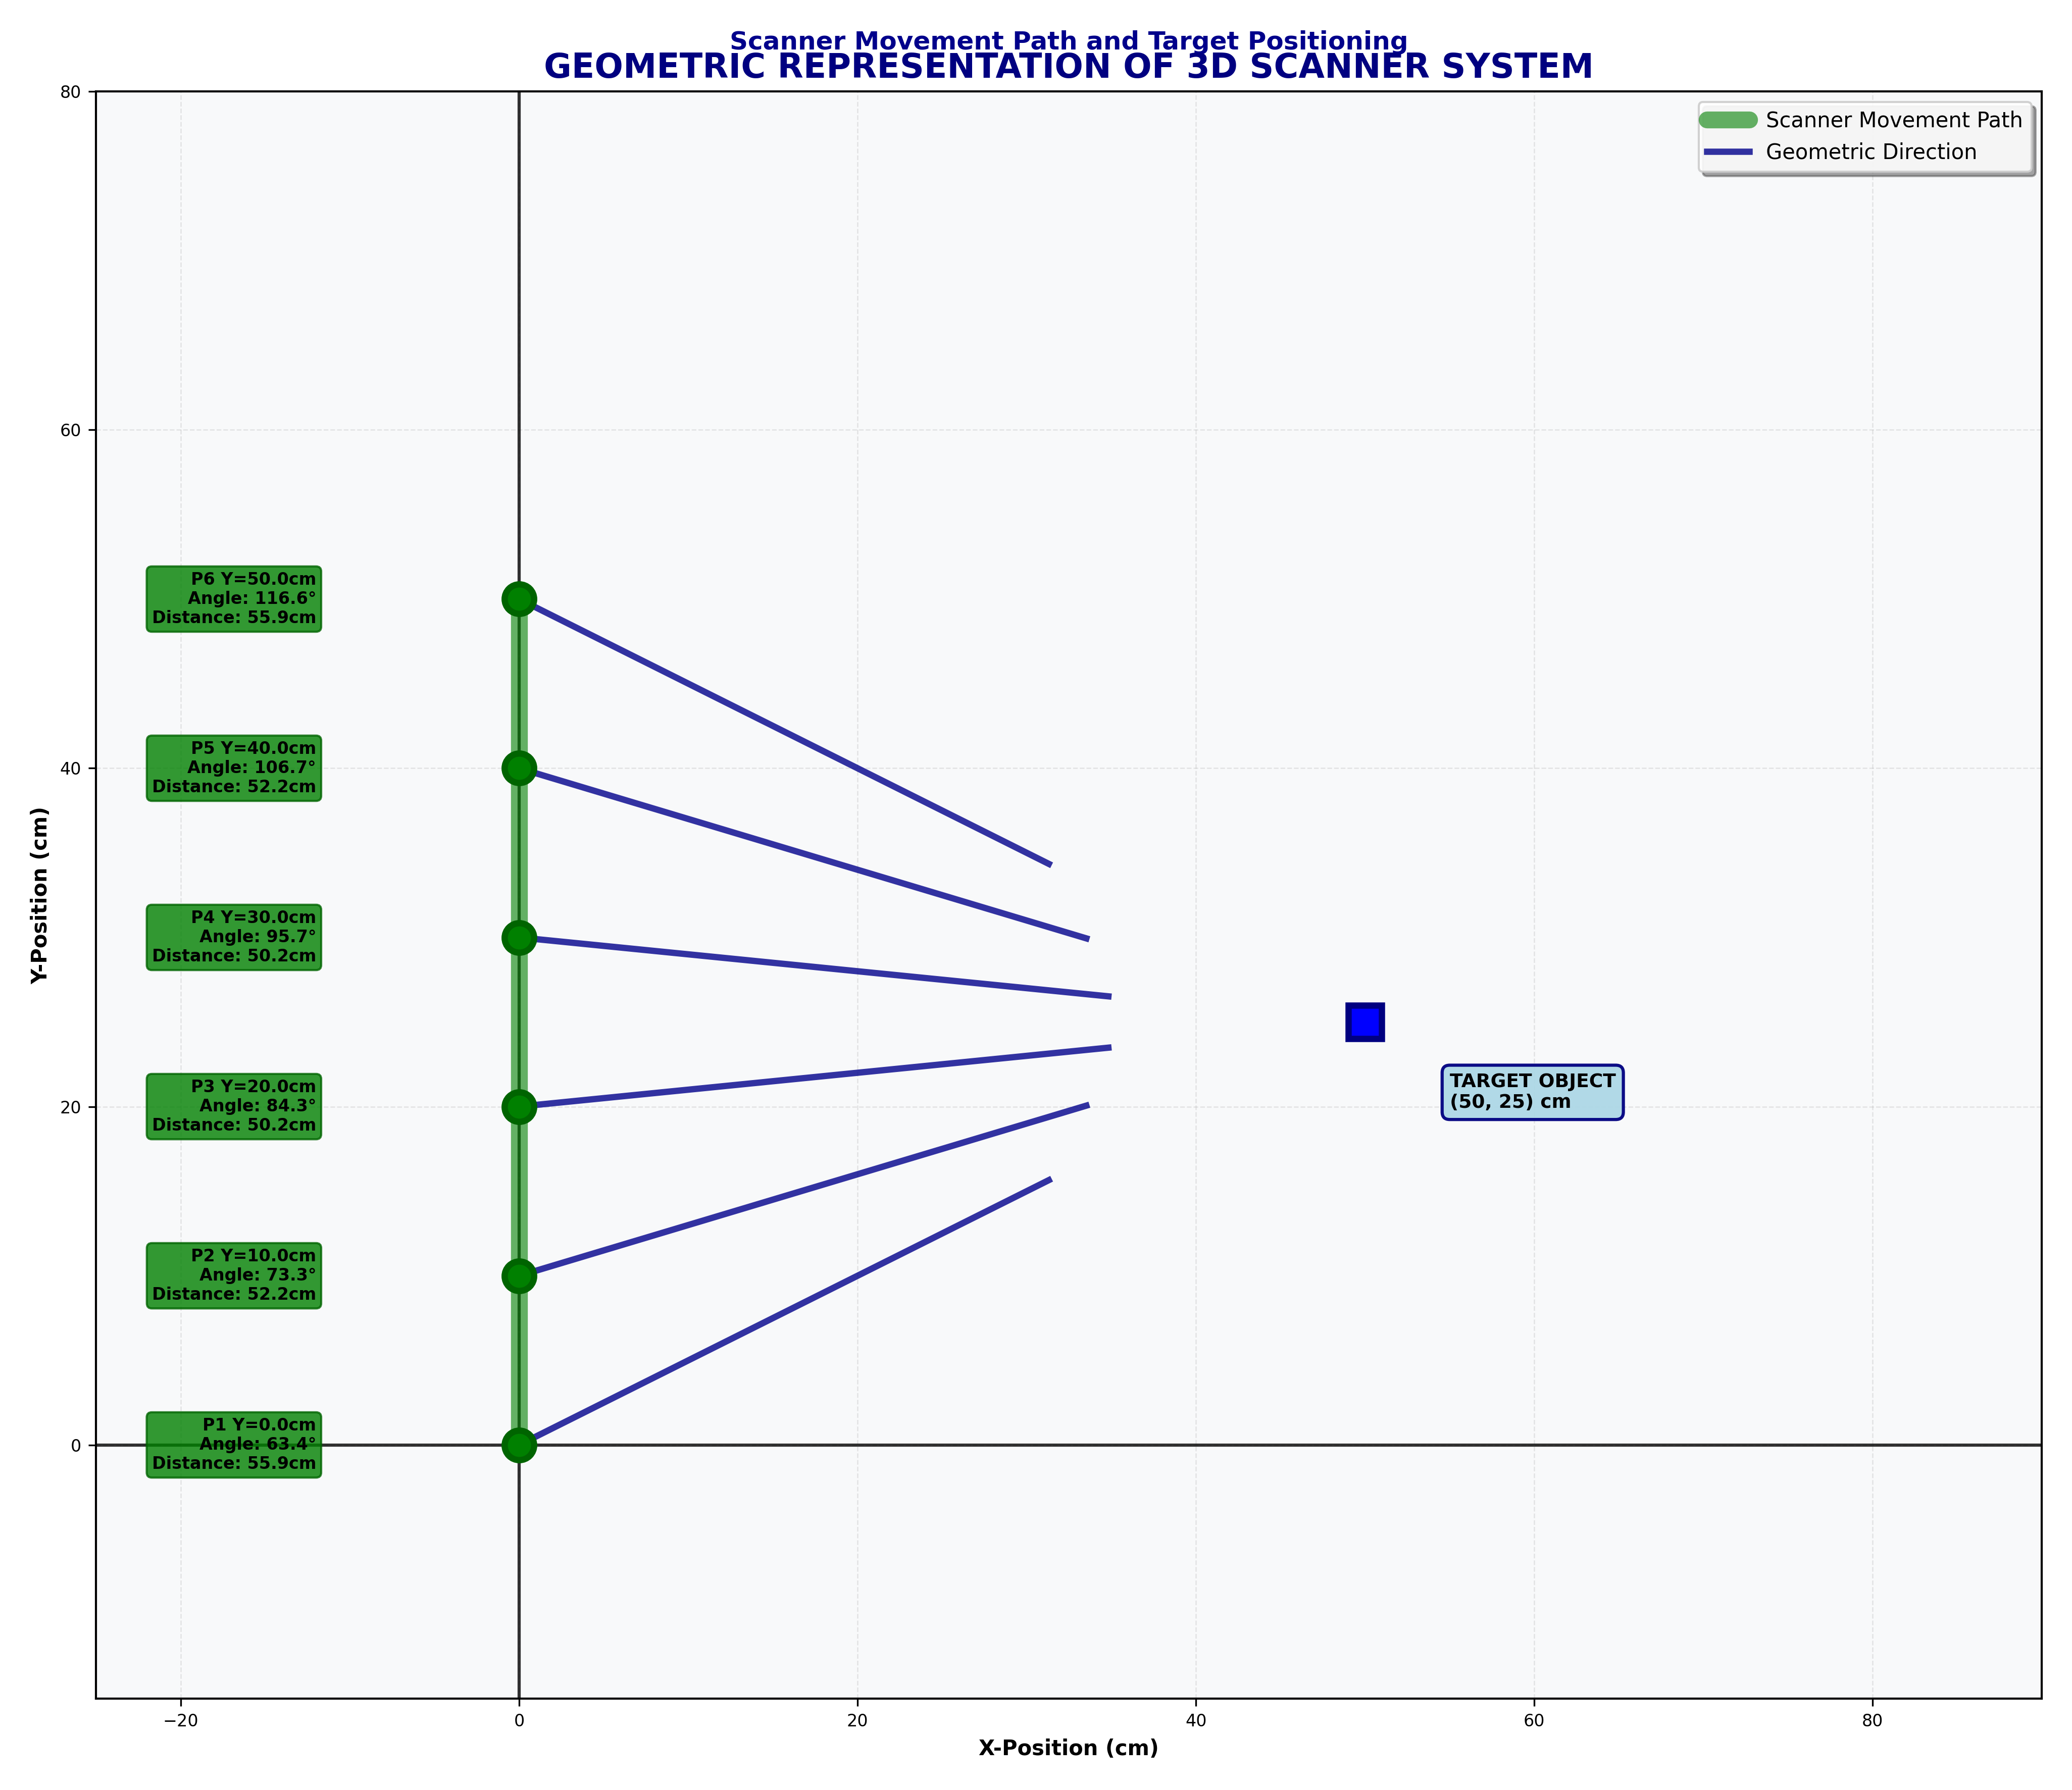 Scanner Movement Path and Target Positioning
GEOMETRIC REPRESENTATION OF 3D SCANNER SYSTEM
Scanner Movement Path
Geometric Direction
80
60
40
20
0
Y-Position (cm)
P6 Y=50.0cm
Angle: 116.6°
Distance: 55.9cm
P5 Y=40.0cm
Angle: 106.7°
Distance: 52.2cm
P4 Y=30.0cm
Angle: 95.7°
Distance: 50.2cm
P3 Y=20.0cm
Angle: 84.3°
Distance: 50.2cm
P2 Y=10.0cm
Angle: 73.3°
Distance: 52.2cm
P1 Y=0.0cm
Angle: 63.4°
Distance: 55.9cm
TARGET OBJECT
(50, 25) cm
−20
0
20
40
60
80
X-Position (cm)